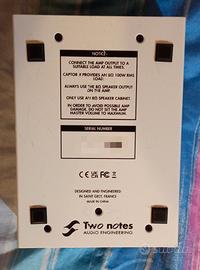 NOTICE
CONNECT THE AMP OUTPUT TO A
SUITABLE LOAD AT ALL TIMES.
CAPTOR X PROVIDES AN 8Ω 100W RMS
LOAD:
ALWAYS USE THE 8Ω SPEAKER OUTPUT
ON THE AMP.
ONLY USE AN 8Ω SPEAKER CABINET
IN ORDER TO AVOID POSSIBLE AMP
DAMAGE, DO NOT SET THE AMP
MASTER VOLUME TO MAXIMUM.
SERIAL NUMBER
CE
DESIGNED AND ENGINEERED
IN SAINT GELY, FRANCE
MADE IN CHINA
Two notes
AUDIO ENGINEERING
subito